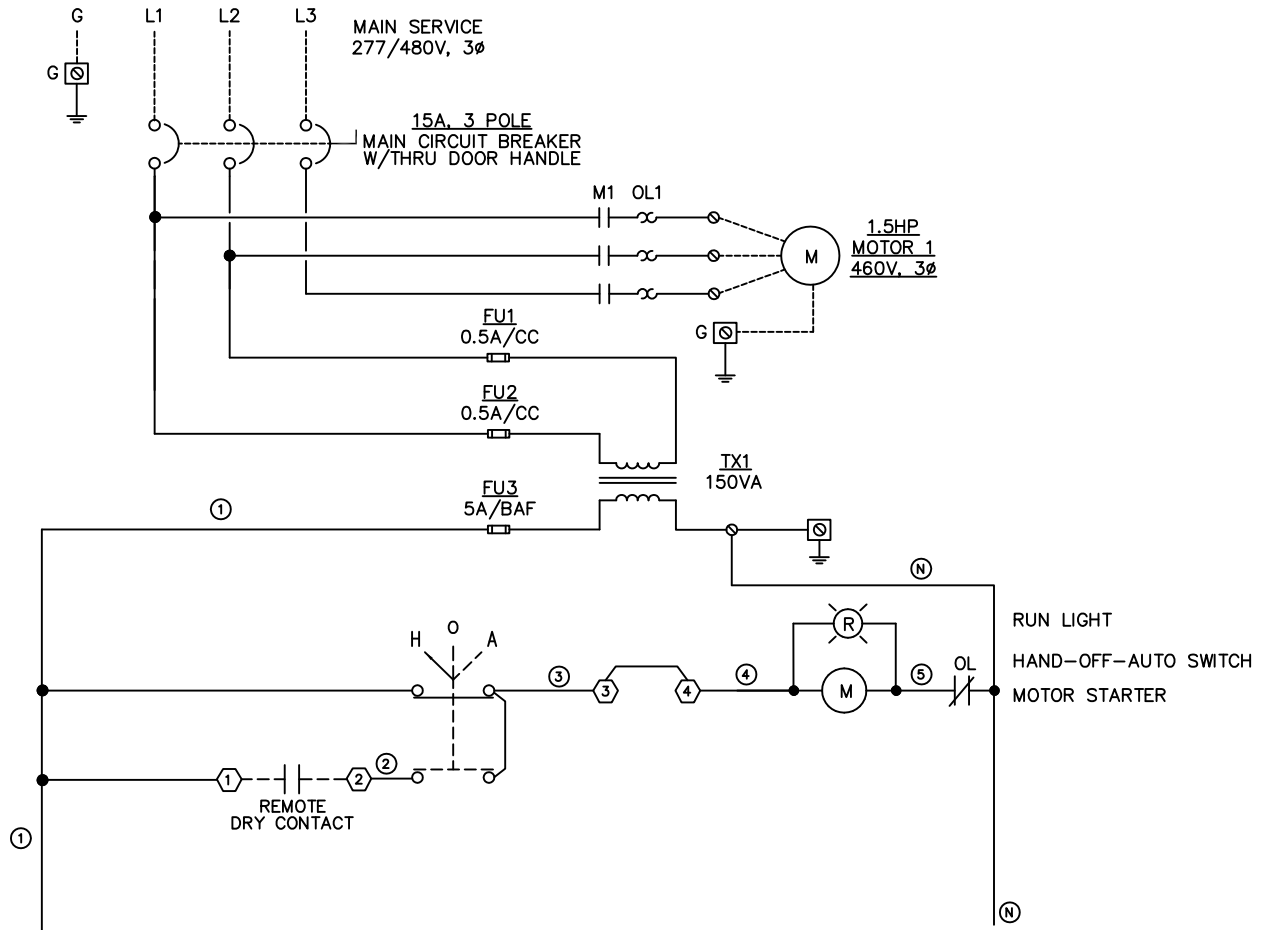 G L1 L2 L3
MAIN SERVICE
277/480V, 3ø
G
15A, 3 POLE
MAIN CIRCUIT BREAKER
W/THRU DOOR HANDLE
M1 OL1
1.5HP
MOTOR 1
460V, 3ø
M
G
FU1
0.5A/CC
FU2
0.5A/CC
TX1
150VA
FU3
5A/BAF
1
N
R
RUN LIGHT
H O A
HAND-OFF-AUTO SWITCH
3 3 4 4 M 5 OL
MOTOR STARTER
1 2 2
REMOTE
DRY CONTACT
1
N